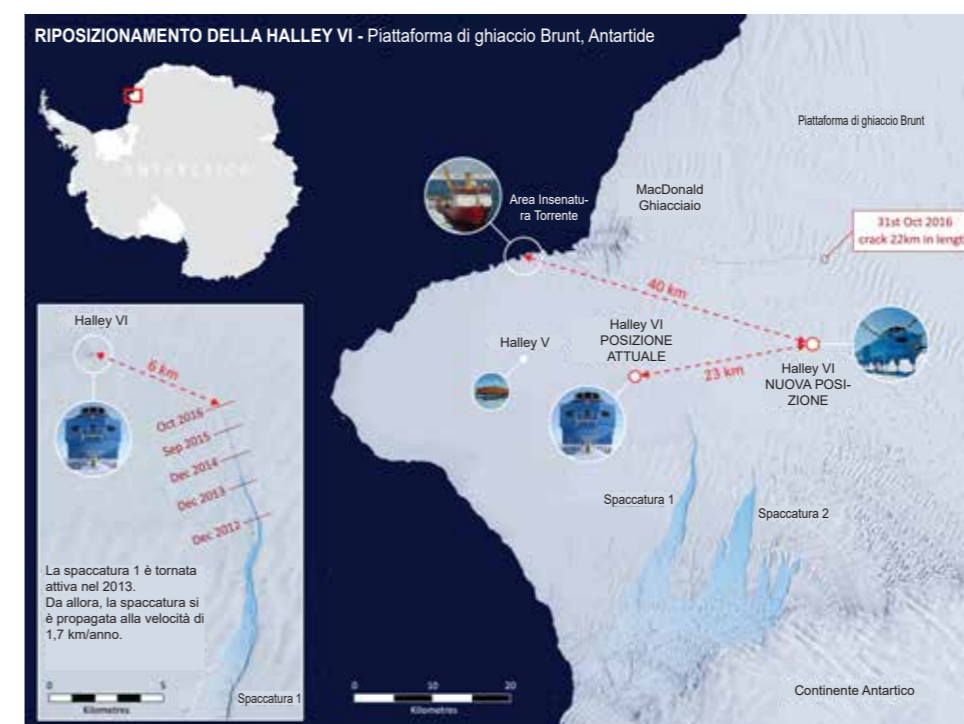 RIPOSIZIONAMENTO DELLA HALLEY VI - Piattaforma di ghiaccio Brunt, Antartide
ANTARCTICA
Piattaforma di ghiaccio Brunt
Area Insenatu-
ra Torrente
MacDonald
Ghiacciaio
31st Oct 2016
crack 22km in lengt
40 km
Halley V
Halley VI
POSIZIONE
ATTUALE
23 km
Halley VI
NUOVA POSI-
ZIONE
Spaccatura 1
Spaccatura 2
Continente Antartico
0 10 20
Kilometres
Halley VI
6 km
Oct 2016
Sep 2015
Dec 2014
Dec 2013
Dec 2012
La spaccatura 1 è tornata
attiva nel 2013.
Da allora, la spaccatura si
è propagata alla velocità di
1,7 km/anno.
0 5
Kilometres
Spaccatura 1